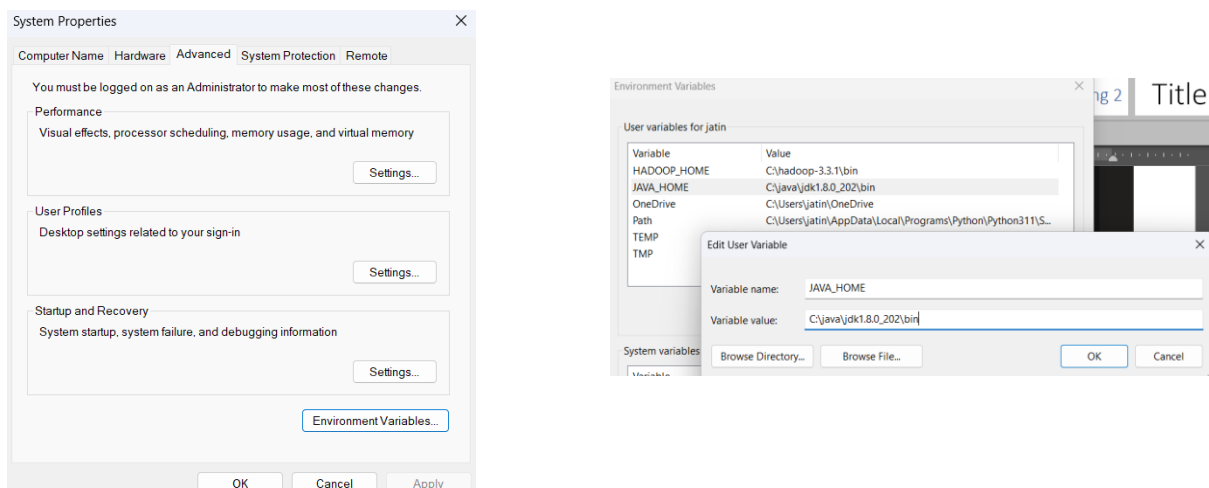 System Properties
Computer Name Hardware Advanced System Protection Remote
You must be logged on as an Administrator to make most of these changes.
Performance
Visual effects, processor scheduling, memory usage, and virtual memory
Settings...
User Profiles
Desktop settings related to your sign-in
Settings...
Startup and Recovery
System startup, system failure, and debugging information
Settings...
Environment Variables...
OK Cancel Apply
Environment Variables
ng 2 Title
User variables for jatin
Variable Value
HADOOP_HOME C:\hadoop-3.3.1\bin
JAVA_HOME C:\java\jdk1.8.0_202\bin
OneDrive C:\Users\jatin\OneDrive
Path C:\Users\jatin\AppData\Local\Programs\Python\Python311\S...
TEMP
TMP
Edit User Variable
Variable name: JAVA_HOME
Variable value: C:\java\jdk1.8.0_202\bin
System variables
Browse Directory... Browse File... OK Cancel
Variable